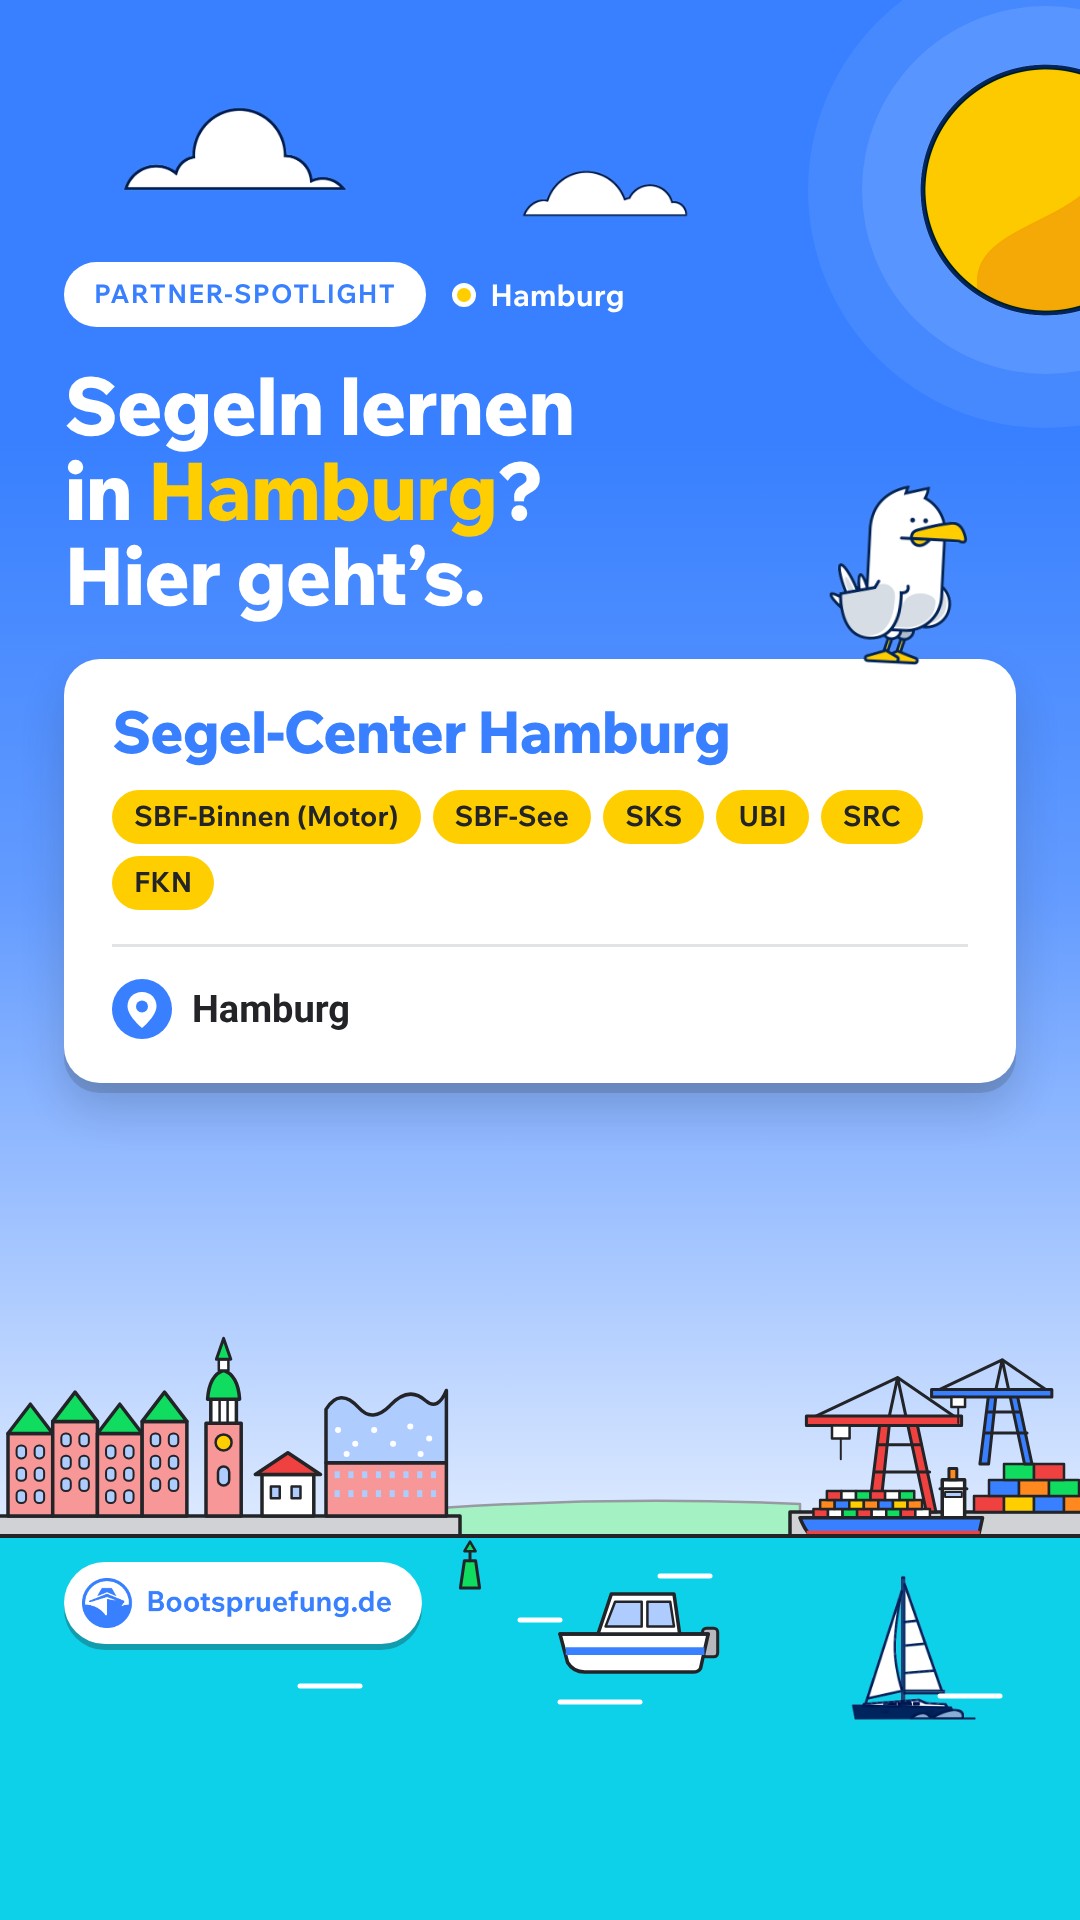 PARTNER-SPOTLIGHT
Hamburg
Segeln lernen
in Hamburg?
Hier geht’s.
Segel-Center Hamburg
SBF-Binnen (Motor) SBF-See SKS UBI SRC
FKN
Hamburg
Bootspruefung.de